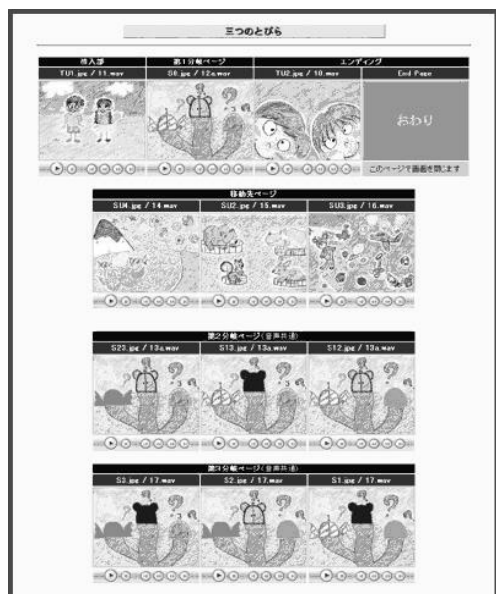 三つのとびら
導入部 第1分岐ページ エンディング
TU1.jpg / 11.wav S0.jpg / 12a.wav TU2.jpg / 18.wav End Page
おわり
このページで画面を閉じます
移動先ページ
SU4.jpg / 14.wav SU2.jpg / 15.wav SU3.jpg / 16.wav
第2分岐ページ(音声共通)
S23.jpg / 13a.wav S13.jpg / 13a.wav S12.jpg / 13a.wav
第3分岐ページ(音声共通)
S3.jpg / 17.wav S2.jpg / 17.wav S1.jpg / 17.wav